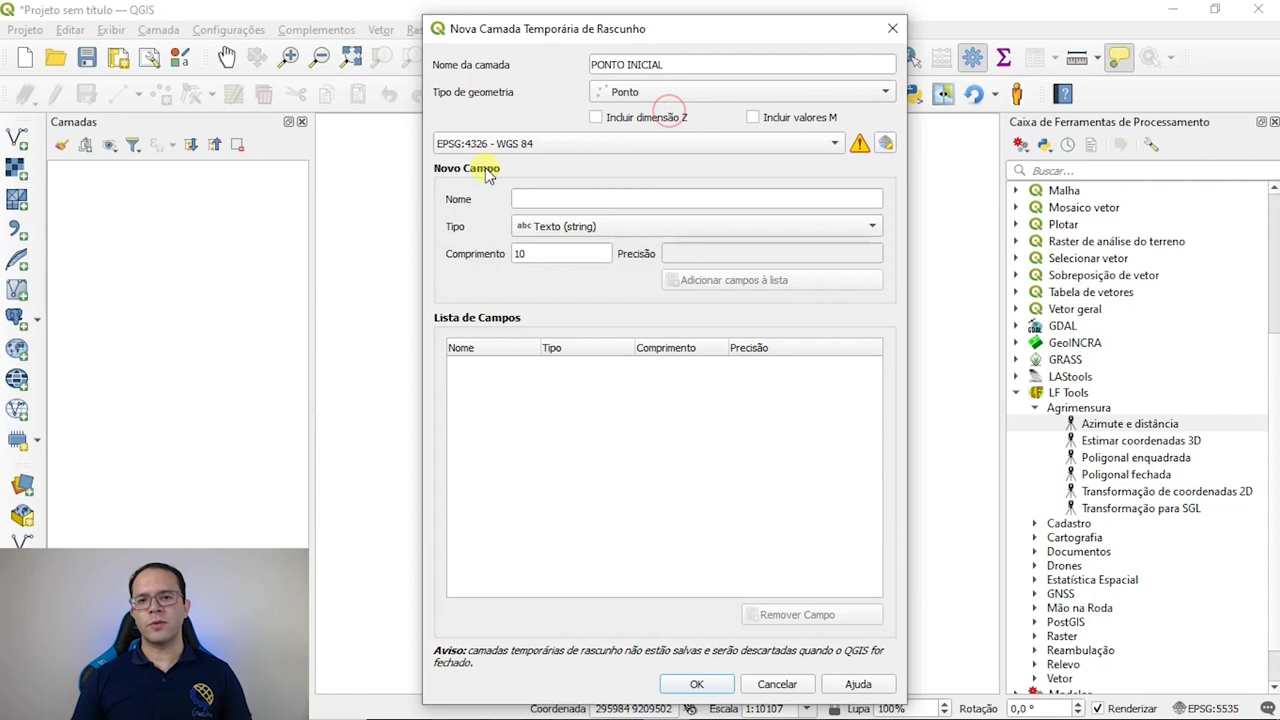 *Projeto sem título — QGIS
Projeto Editar Exibir Camada Configurações Complementos Vetor Ras
Nova Camada Temporária de Rascunho
Nome da camada PONTO INICIAL
Tipo de geometria Ponto
Incluir dimensão Z Incluir valores M
EPSG:4326 - WGS 84
Novo Campo
Nome
Tipo abc Texto (string)
Comprimento 10 Precisão
Adicionar campos à lista
Lista de Campos
Nome Tipo Comprimento Precisão
Remover Campo
Aviso: camadas temporárias de rascunho não estão salvas e serão descartadas quando o QGIS for
fechado.
OK Cancelar Ajuda
Camadas
Caixa de Ferramentas de Processamento
Buscar...
Malha
Mosaico vetor
Plotar
Raster de análise do terreno
Selecionar vetor
Sobreposição de vetor
Tabela de vetores
Vetor geral
GDAL
GeoINCRA
GRASS
LAStools
LF Tools
Agrimensura
Azimute e distância
Estimar coordenadas 3D
Poligonal enquadrada
Poligonal fechada
Transformação de coordenadas 2D
Transformação para SGL
Cadastro
Cartografia
Documentos
Drones
Estatística Espacial
GNSS
Mão na Roda
PostGIS
Raster
Reambulação
Relevo
Vetor
Modelos
Coordenada 295984 9209502 Escala 1:10107 Lupa 100% Rotação 0,0 ° Renderizar EPSG:5535